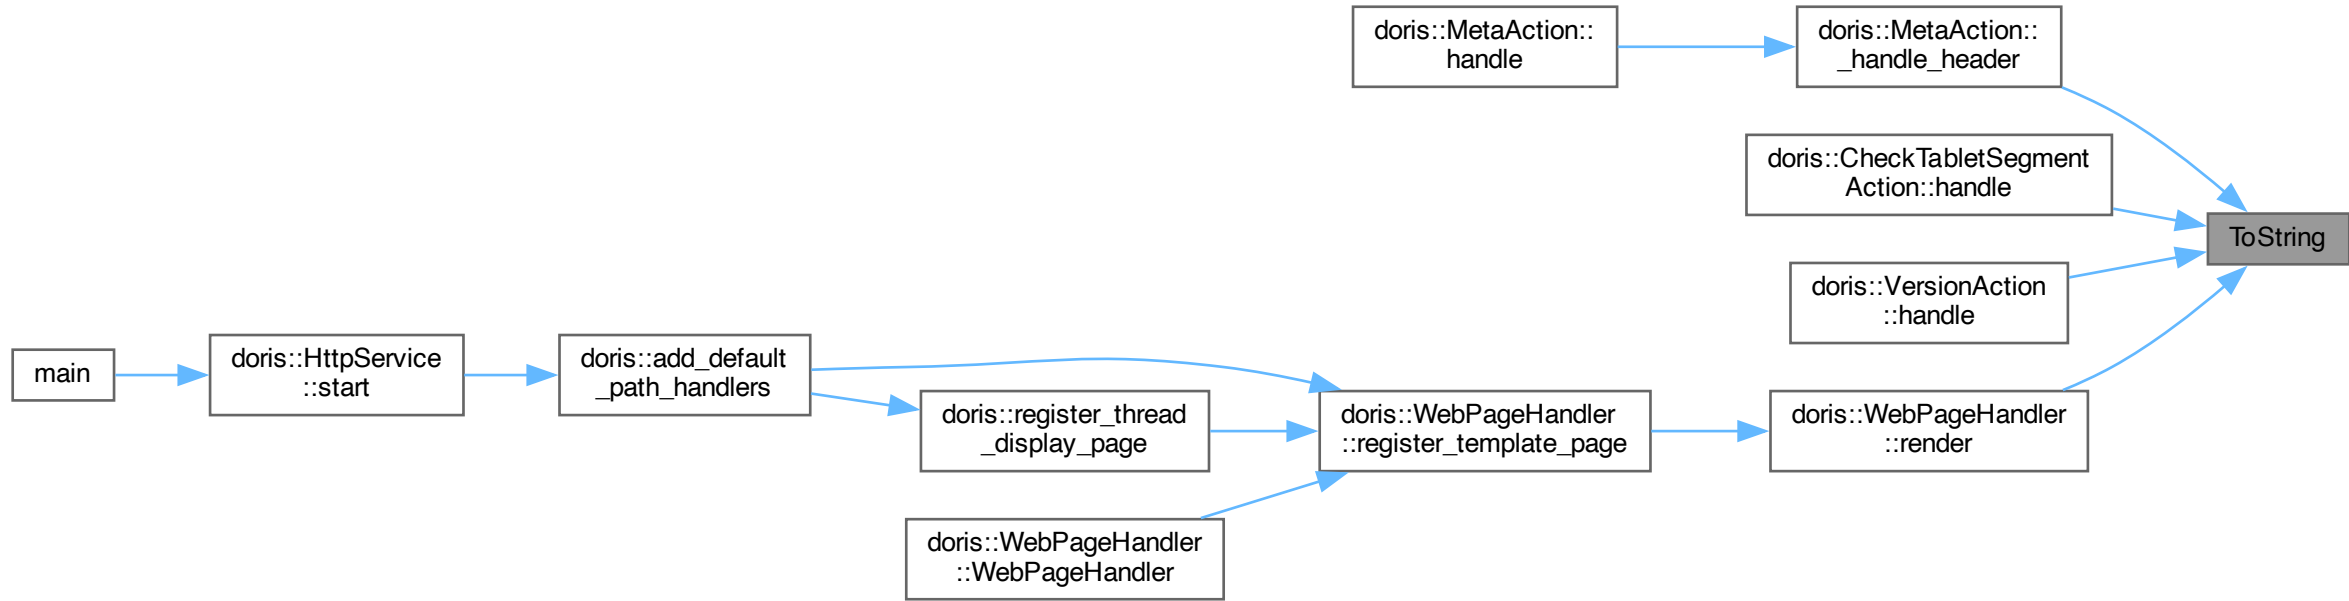 doris::MetaAction::
handle
doris::MetaAction::
_handle_header
doris::CheckTabletSegment
Action::handle
ToString
doris::VersionAction
::handle
main
doris::HttpService
::start
doris::add_default
_path_handlers
doris::register_thread
_display_page
doris::WebPageHandler
::register_template_page
doris::WebPageHandler
::render
doris::WebPageHandler
::WebPageHandler